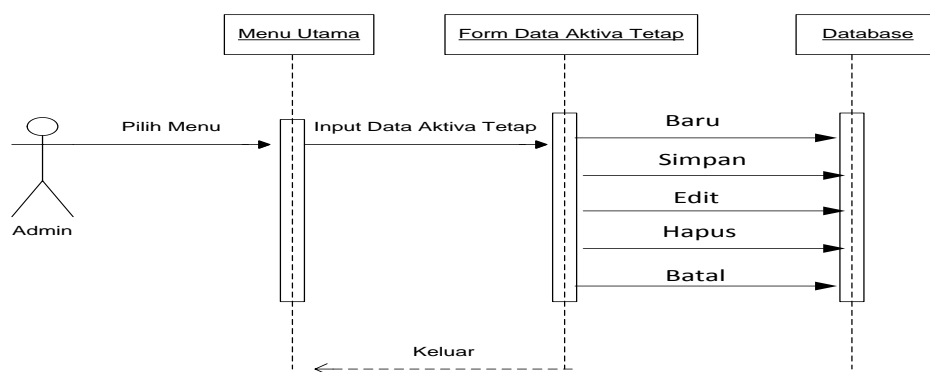 Menu Utama
Form Data Aktiva Tetap
Database
Pilih Menu
Input Data Aktiva Tetap
Baru
Simpan
Edit
Hapus
Batal
Admin
Keluar